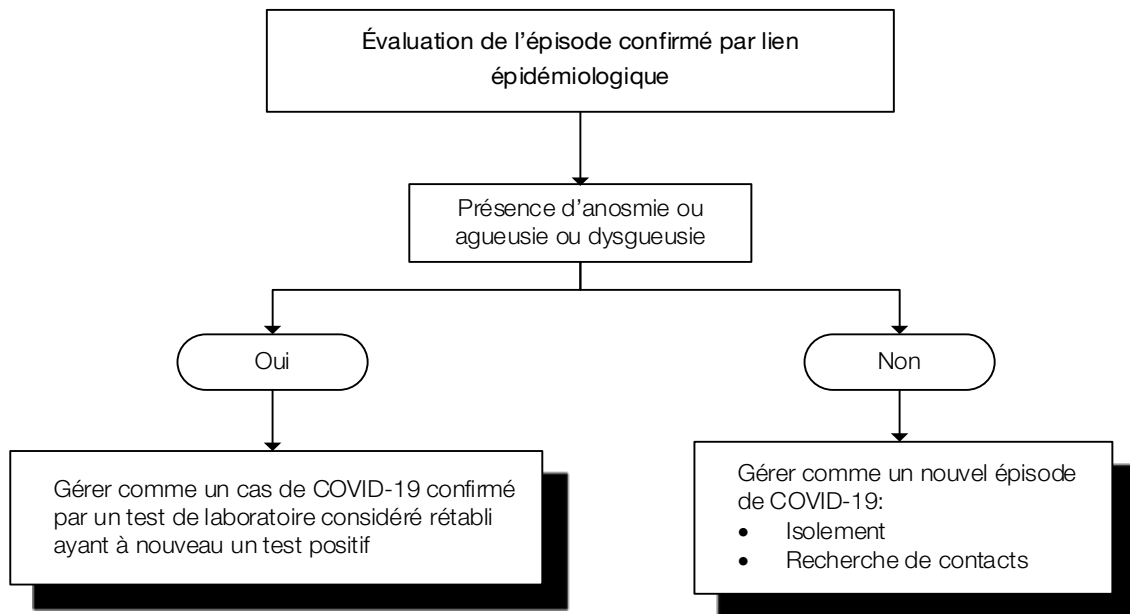 Évaluation de l’épisode confirmé par lien
épidémiologique
Présence d’anosmie ou
agueusie ou dysgueusie
Oui
Non
Gérer comme un cas de COVID-19 confirmé
par un test de laboratoire considéré rétabli
ayant à nouveau un test positif
Gérer comme un nouvel épisode
de COVID-19:
• Isolement
• Recherche de contacts